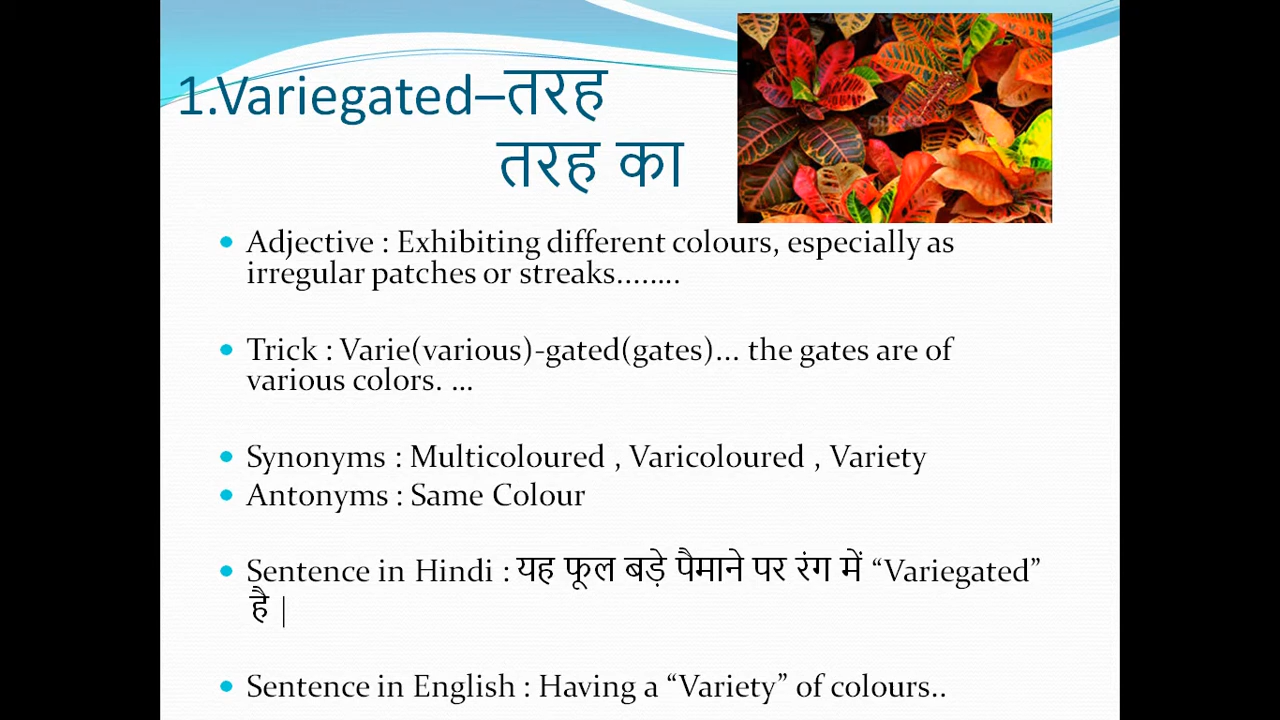 1.Variegated–तरह
तरह का
Adjective : Exhibiting different colours, especially as
irregular patches or streaks........
Trick : Varie(various)-gated(gates)... the gates are of
various colors. ...
Synonyms : Multicoloured , Varicoloured , Variety
Antonyms : Same Colour
Sentence in Hindi : यह फूल बड़े पैमाने पर रंग में “Variegated”
है |
Sentence in English : Having a “Variety” of colours..